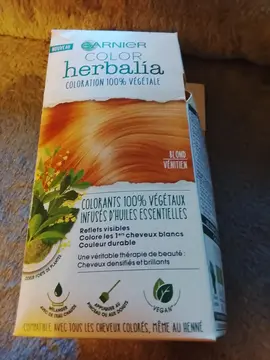 NOUVEAU
GARNIER
COLOR
herbalia
COLORATION 100% VÉGÉTALE
BLOND
VÉNITIEN
COLORANTS 100% VÉGÉTAUX
INFUSÉS D'HUILES ESSENTIELLES
Reflets visibles
Colore les 1ers cheveux blancs
Couleur durable
Une véritable thérapie de beauté :
Cheveux densifiés et brillants
MÉLANGER
VEGAN
COMPATIBLE AVEC TOUS LES CHEVEUX COLORÉS, MÊME AU HENNÉ